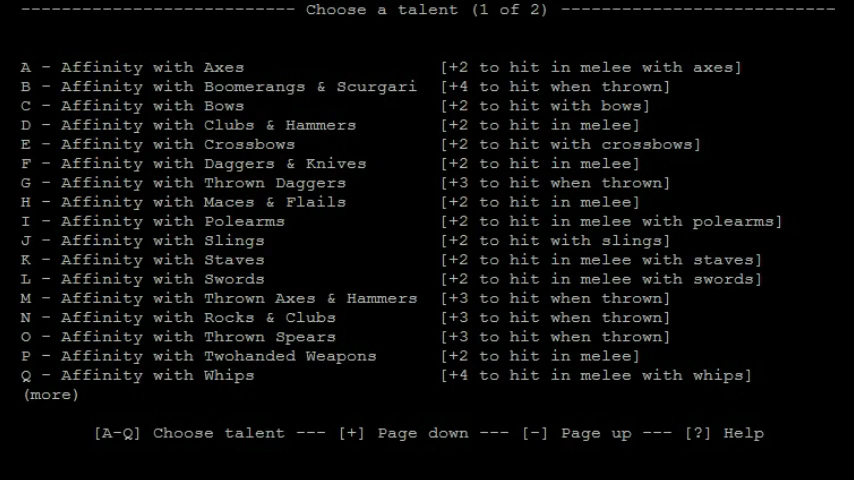 --------------------------- Choose a talent (1 of 2) ---------------------------
A - Affinity with Axes [+2 to hit in melee with axes]
B - Affinity with Boomerangs & Scurgari [+4 to hit when thrown]
C - Affinity with Bows [+2 to hit with bows]
D - Affinity with Clubs & Hammers [+2 to hit in melee]
E - Affinity with Crossbows [+2 to hit with crossbows]
F - Affinity with Daggers & Knives [+2 to hit in melee]
G - Affinity with Thrown Daggers [+3 to hit when thrown]
H - Affinity with Maces & Flails [+2 to hit in melee]
I - Affinity with Polearms [+2 to hit in melee with polearms]
J - Affinity with Slings [+2 to hit with slings]
K - Affinity with Staves [+2 to hit in melee with staves]
L - Affinity with Swords [+2 to hit in melee with swords]
M - Affinity with Thrown Axes & Hammers [+3 to hit when thrown]
N - Affinity with Rocks & Clubs [+3 to hit when thrown]
O - Affinity with Thrown Spears [+3 to hit when thrown]
P - Affinity with Twohanded Weapons [+2 to hit in melee]
Q - Affinity with Whips [+4 to hit in melee with whips]
(more)
[A-Q] Choose talent --- [+] Page down --- [-] Page up --- [?] Help